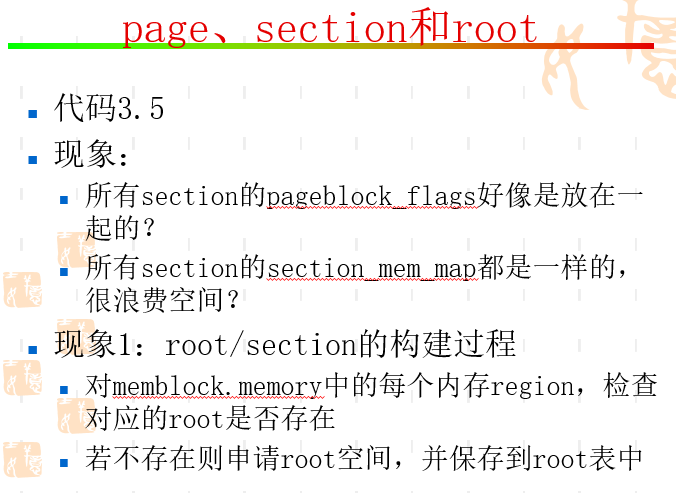 page、section和root
代码3.5
现象：
所有section的pageblock_flags好像是放在一
起的？
所有section的section_mem_map都是一样的，
很浪费空间？
现象1：root/section的构建过程
对memblock.memory中的每个内存region，检查
对应的root是否存在
若不存在则申请root空间，并保存到root表中